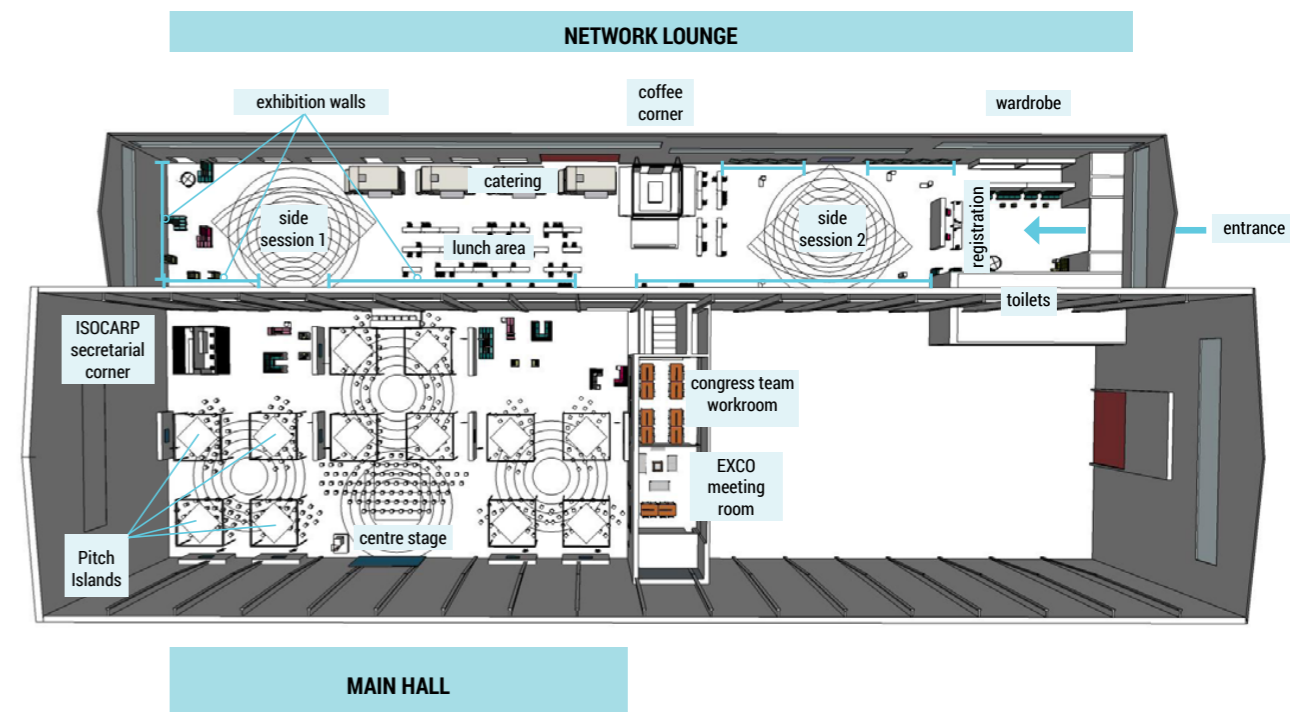 NETWORK LOUNGE
exhibition walls
coffee
corner
wardrobe
catering
side
session 1
lunch area
side
session 2
registration
entrance
toilets
ISOCARP
secretarial
corner
congress team
workroom
EXCO
meeting
room
centre stage
Pitch
Islands
MAIN HALL